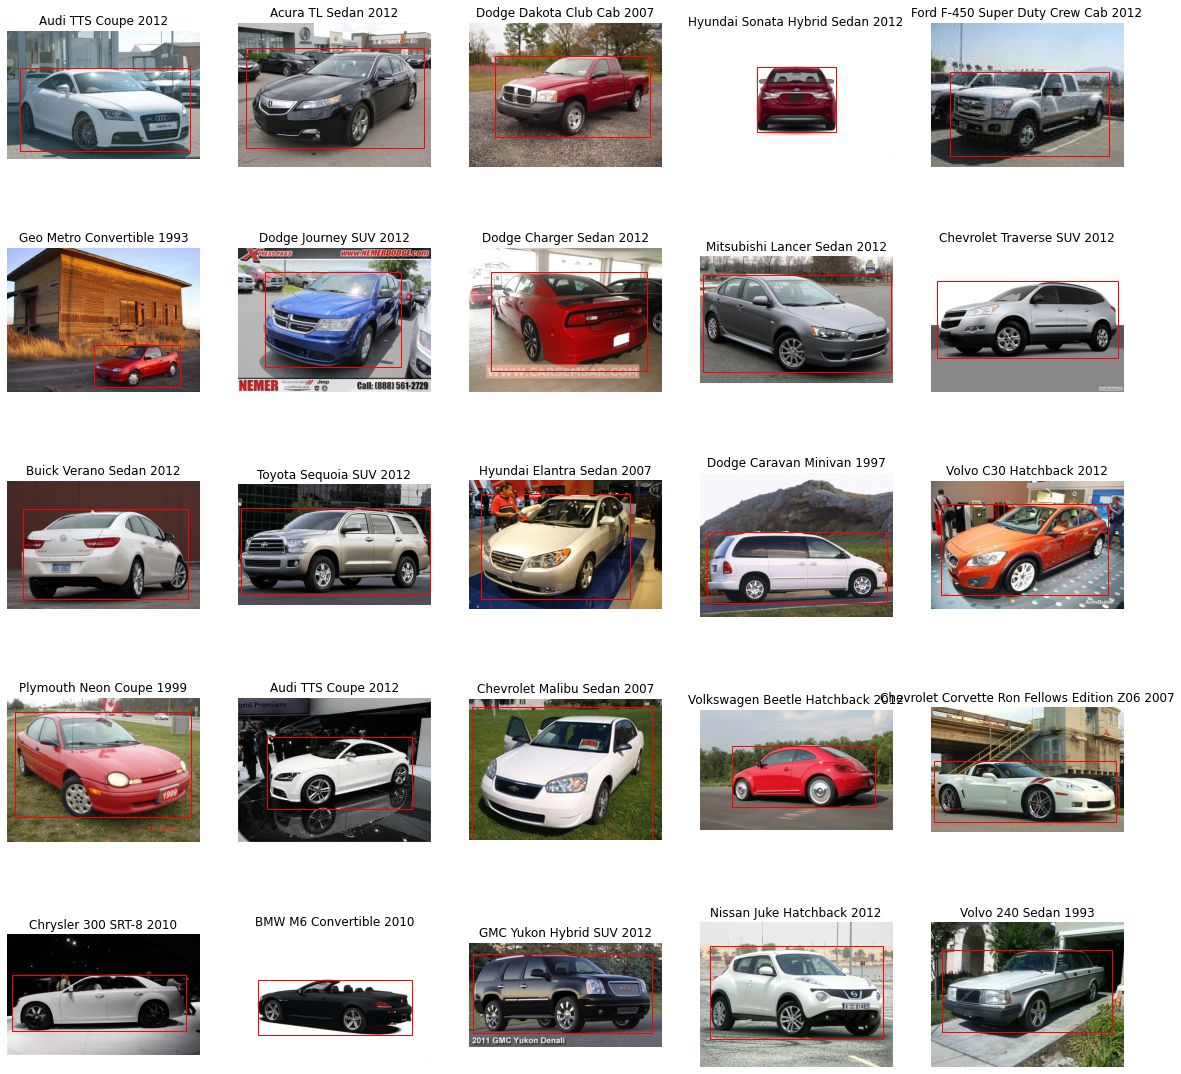 Audi TTS Coupe 2012
Acura TL Sedan 2012
Dodge Dakota Club Cab 2007
Hyundai Sonata Hybrid Sedan 2012
Ford F-450 Super Duty Crew Cab 2012
Geo Metro Convertible 1993
Dodge Journey SUV 2012
WWW.NEMERDODGE.COM
NEMER
Jeep
Call: (888) 561-2729
Dodge Charger Sedan 2012
Mitsubishi Lancer Sedan 2012
Chevrolet Traverse SUV 2012
Buick Verano Sedan 2012
Toyota Sequoia SUV 2012
Hyundai Elantra Sedan 2007
Dodge Caravan Minivan 1997
Volvo C30 Hatchback 2012
AutoGuide
Plymouth Neon Coupe 1999
1999
Audi TTS Coupe 2012
World Premiere
Chevrolet Malibu Sedan 2007
Volkswagen Beetle Hatchback 2012
Chevrolet Corvette Ron Fellows Edition Z06 2007
Chrysler 300 SRT-8 2010
BMW M6 Convertible 2010
GMC Yukon Hybrid SUV 2012
2011 GMC Yukon Denali
Nissan Juke Hatchback 2012
Volvo 240 Sedan 1993